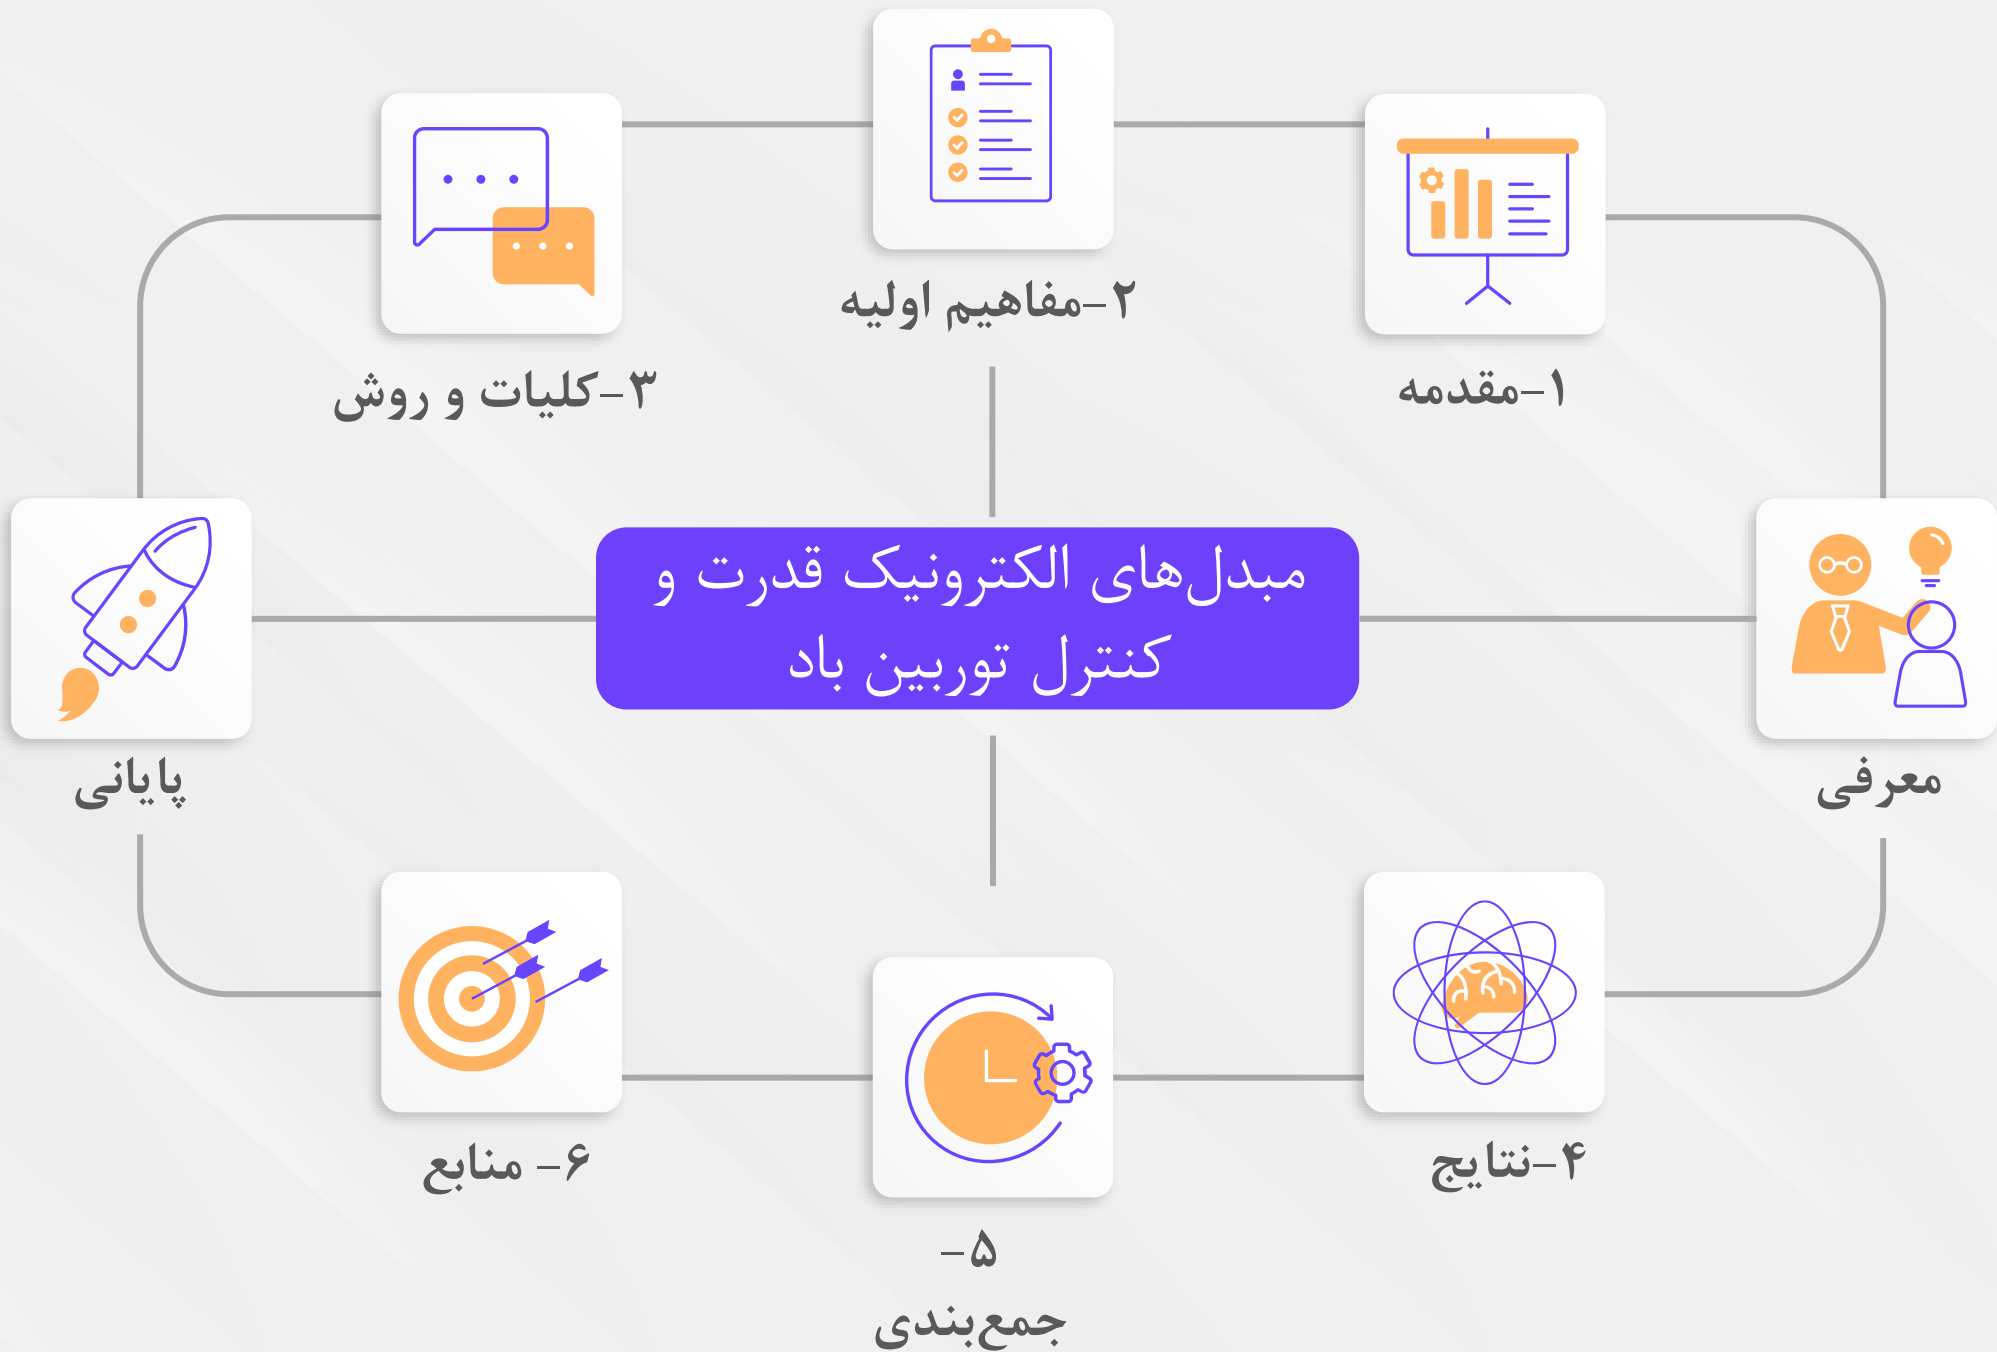 ۲-مفاهیم اولیه
۱-مقدمه
۳-کلیات و روش
مبدل‌های الکترونیک قدرت و
کنترل توربین باد
معرفی
پایانی
۴-نتایج
۶- منابع
۵-
جمع‌بندی